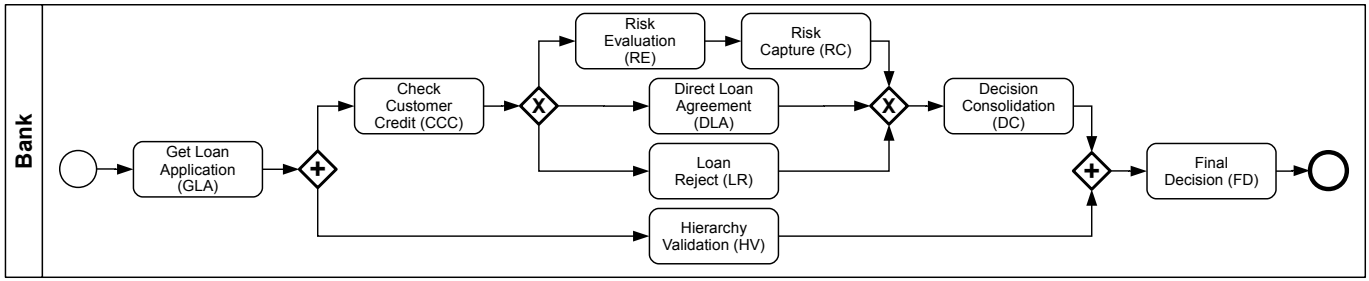 Bank
Get Loan
Application
(GLA)
+
Check
Customer
Credit (CCC)
X
Risk
Evaluation
(RE)
Risk
Capture (RC)
Direct Loan
Agreement
(DLA)
Loan
Reject (LR)
Hierarchy
Validation (HV)
X
Decision
Consolidation
(DC)
+
Final
Decision (FD)